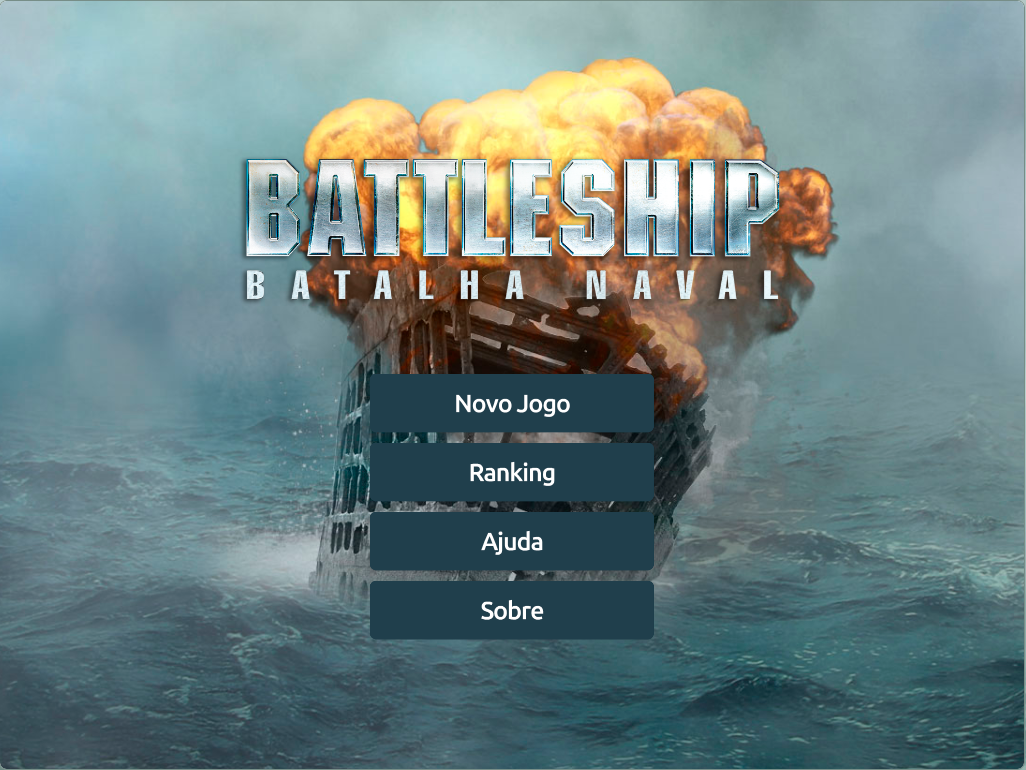 BATTLESHIP
BATALHA NAVAL
Novo Jogo
Ranking
Ajuda
Sobre